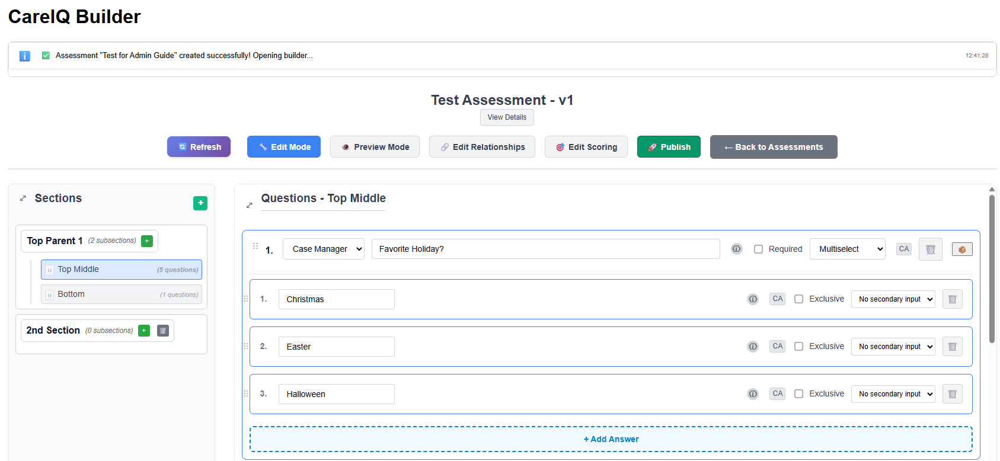 CareIQ Builder
Assessment "Test for Admin Guide" created successfully! Opening builder...
12:41:28
Test Assessment - v1
View Details
Refresh
Edit Mode
Preview Mode
Edit Relationships
Edit Scoring
Publish
← Back to Assessments
Sections
+
Top Parent 1 (2 subsections) +
Top Middle (5 questions)
Bottom (1 questions)
2nd Section (0 subsections) +
Questions - Top Middle
1. Case Manager Favorite Holiday? Required Multiselect CA
1. Christmas CA Exclusive No secondary input
2. Easter CA Exclusive No secondary input
3. Halloween CA Exclusive No secondary input
+ Add Answer